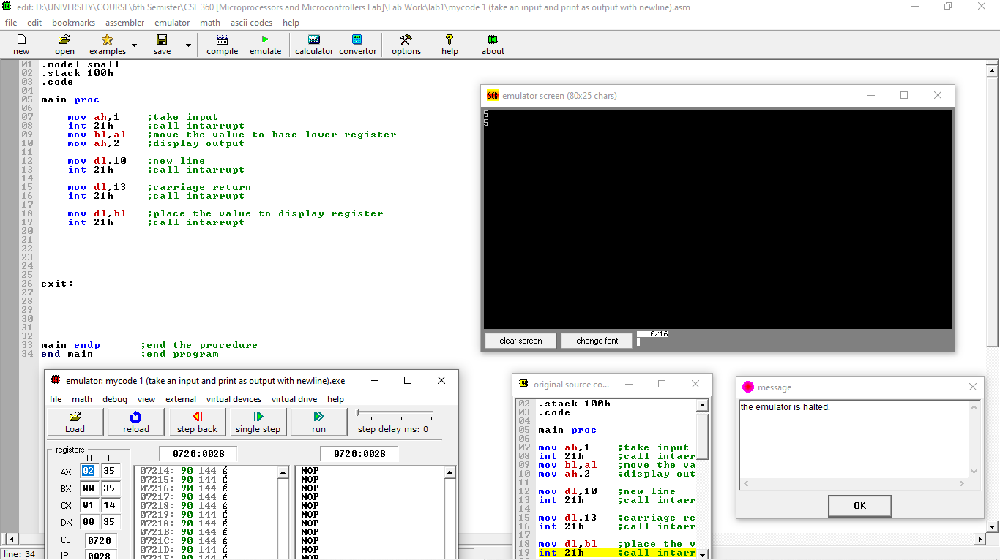 edit: D:\UNIVERSITY\COURSE\6th Semister\CSE 360 [Microprocessors and Microcontrollers Lab]\Lab Work\lab1\mycode 1 (take an input and print as output with newline).asm
file edit bookmarks assembler emulator math ascii codes help
new open examples save compile emulate calculator convertor options help about
01 .model small
02 .stack 100h
03 .code
04
05 main proc
06
07 mov ah,1 ;take input
08 int 21h ;call intarrupt
09 mov bl,al ;move the value to base lower register
10 mov ah,2 ;display output
11
12 mov dl,10 ;new line
13 int 21h ;call intarrupt
14
15 mov dl,13 ;carriage return
16 int 21h ;call intarrupt
17
18 mov dl,bl ;place the value to display register
19 int 21h ;call intarrupt
20
21
22
23
24
25
26 exit:
27
28
29
30
31
32
33 main endp ;end the procedure
34 end main ;end program
line: 34
emulator screen (80x25 chars)
5
5
clear screen change font 0/16
emulator: mycode 1 (take an input and print as output with newline).exe_
file math debug view external virtual devices virtual drive help
Load reload step back single step run step delay ms: 0
registers
H L
AX 02 35
BX 00 35
CX 01 14
DX 00 35
CS 0720
IP 0028
0720:0028 0720:0028
07214: 90 144 É NOP
07215: 90 144 É NOP
07216: 90 144 É NOP
07217: 90 144 É NOP
07218: 90 144 É NOP
07219: 90 144 É NOP
0721A: 90 144 É NOP
0721B: 90 144 É NOP
0721C: 90 144 É NOP
0721D: 90 144 É NOP
0721E: 90 144 É NOP
original source co...
02 .stack 100h
03 .code
04
05 main proc
06
07 mov ah,1 ;take input
08 int 21h ;call intarr
09 mov bl,al ;move the va
10 mov ah,2 ;display out
11
12 mov dl,10 ;new line
13 int 21h ;call intarr
14
15 mov dl,13 ;carriage re
16 int 21h ;call intarr
17
18 mov dl,bl ;place the v
19 int 21h ;call intarr
message
the emulator is halted.
OK